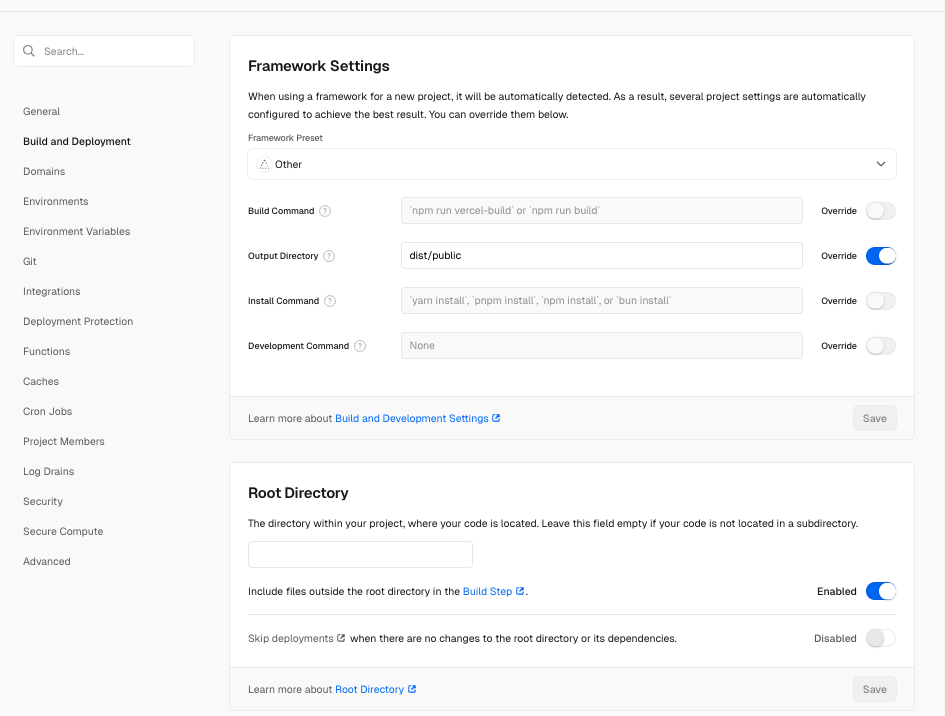 Search...
General
Build and Deployment
Domains
Environments
Environment Variables
Git
Integrations
Deployment Protection
Functions
Caches
Cron Jobs
Project Members
Log Drains
Security
Secure Compute
Advanced
Framework Settings
When using a framework for a new project, it will be automatically detected. As a result, several project settings are automatically
configured to achieve the best result. You can override them below.
Framework Preset
Other
Build Command ? `npm run vercel-build` or `npm run build` Override
Output Directory ? dist/public Override
Install Command ? `yarn install`, `pnpm install`, `npm install`, or `bun install` Override
Development Command ? None Override
Learn more about Build and Development Settings Save
Root Directory
The directory within your project, where your code is located. Leave this field empty if your code is not located in a subdirectory.
Include files outside the root directory in the Build Step. Enabled
Skip deployments when there are no changes to the root directory or its dependencies. Disabled
Learn more about Root Directory Save